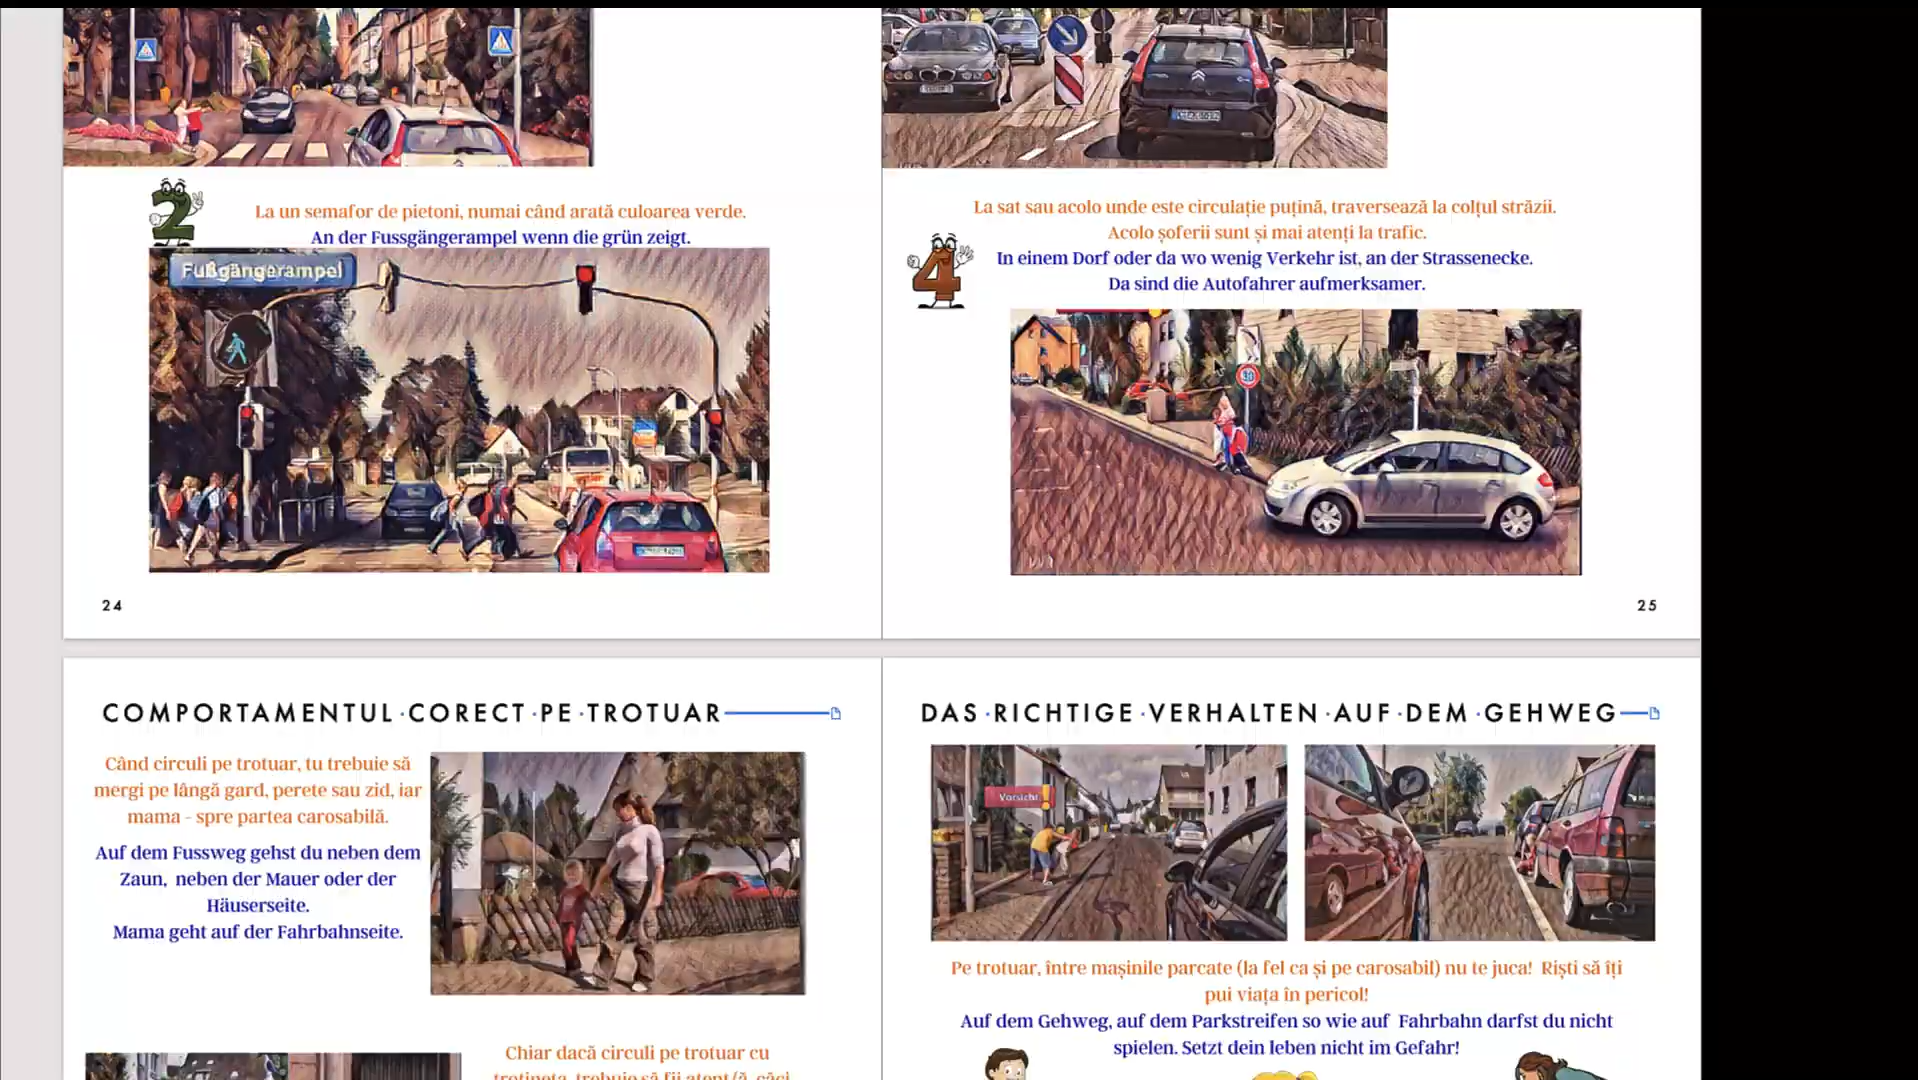 La un semafor de pietoni, numai când arată culoarea verde.
An der Fussgängerampel wenn die grün zeigt.
Fußgängerampel
24
La sat sau acolo unde este circulație puțină, traversează la colțul străzii.
Acolo șoferii sunt și mai atenți la trafic.
In einem Dorf oder da wo wenig Verkehr ist, an der Strassenecke.
Da sind die Autofahrer aufmerksamer.
25
COMPORTAMENTUL·CORECT·PE·TROTUAR
Când circuli pe trotuar, tu trebuie să
mergi pe lângă gard, perete sau zid, iar
mama - spre partea carosabilă.
Auf dem Fussweg gehst du neben dem
Zaun, neben der Mauer oder der
Häuserseite.
Mama geht auf der Fahrbahnseite.
Chiar dacă circuli pe trotuar cu
trotineta, trebuie să fii atent/ă, căci
DAS·RICHTIGE·VERHALTEN·AUF·DEM·GEHWEG
Vorsicht
Pe trotuar, între mașinile parcate (la fel ca și pe carosabil) nu te juca! Riști să îți
pui viața în pericol!
Auf dem Gehweg, auf dem Parkstreifen so wie auf Fahrbahn darfst du nicht
spielen. Setzt dein leben nicht im Gefahr!